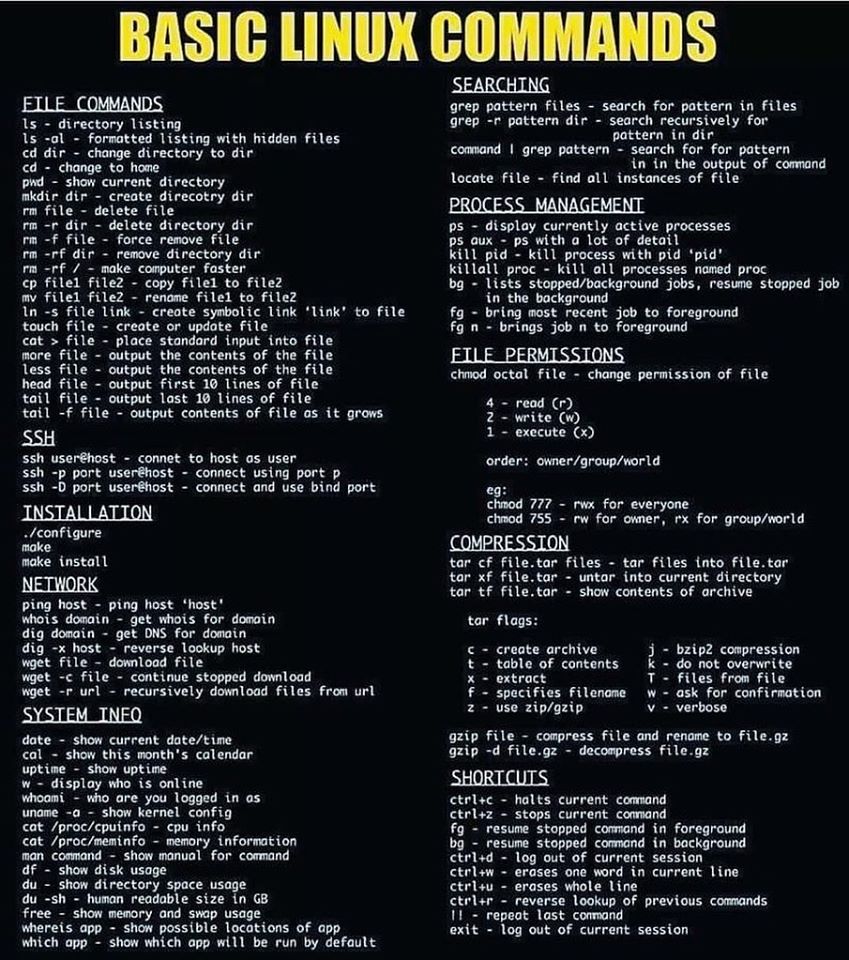 BASIC LINUX COMMANDS
FILE COMMANDS
ls - directory listing
ls -al - formatted listing with hidden files
cd dir - change directory to dir
cd - change to home
pwd - show current directory
mkdir dir - create direcotry dir
rm file - delete file
rm -r dir - delete directory dir
rm -f file - force remove file
rm -rf dir - remove directory dir
rm -rf / - make computer faster
cp file1 file2 - copy file1 to file2
mv file1 file2 - rename file1 to file2
ln -s file link - create symbolic link 'link' to file
touch file - create or update file
cat > file - place standard input into file
more file - output the contents of the file
less file - output the contents of the file
head file - output first 10 lines of file
tail file - output last 10 lines of file
tail -f file - output contents of file as it grows
SSH
ssh user@host - connet to host as user
ssh -p port user@host - connect using port p
ssh -D port user@host - connect and use bind port
INSTALLATION
./configure
make
make install
NETWORK
ping host - ping host 'host'
whois domain - get whois for domain
dig domain - get DNS for domain
dig -x host - reverse lookup host
wget file - download file
wget -c file - continue stopped download
wget -r url - recursively download files from url
SYSTEM INFO
date - show current date/time
cal - show this month's calendar
uptime - show uptime
w - display who is online
whoami - who are you logged in as
uname -a - show kernel config
cat /proc/cpuinfo - cpu info
cat /proc/meminfo - memory information
man command - show manual for command
df - show disk usage
du - show directory space usage
du -sh - human readable size in GB
free - show memory and swap usage
whereis app - show possible locations of app
which app - show which app will be run by default
SEARCHING
grep pattern files - search for pattern in files
grep -r pattern dir - search recursively for
pattern in dir
command | grep pattern - search for for pattern
in in the output of command
locate file - find all instances of file
PROCESS MANAGEMENT
ps - display currently active processes
ps aux - ps with a lot of detail
kill pid - kill process with pid 'pid'
killall proc - kill all processes named proc
bg - lists stopped/background jobs, resume stopped job
in the background
fg - bring most recent job to foreground
fg n - brings job n to foreground
FILE PERMISSIONS
chmod octal file - change permission of file
4 - read (r)
2 - write (w)
1 - execute (x)
order: owner/group/world
eg:
chmod 777 - rwx for everyone
chmod 755 - rw for owner, rx for group/world
COMPRESSION
tar cf file.tar files - tar files into file.tar
tar xf file.tar - untar into current directory
tar tf file.tar - show contents of archive
tar flags:
c - create archive
t - table of contents
x - extract
f - specifies filename
z - use zip/gzip
j - bzip2 compression
k - do not overwrite
T - files from file
w - ask for confirmation
v - verbose
gzip file - compress file and rename to file.gz
gzip -d file.gz - decompress file.gz
SHORTCUTS
ctrl+c - halts current command
ctrl+z - stops current command
fg - resume stopped command in foreground
bg - resume stopped command in background
ctrl+d - log out of current session
ctrl+w - erases one word in current line
ctrl+u - erases whole line
ctrl+r - reverse lookup of previous commands
!! - repeat last command
exit - log out of current session